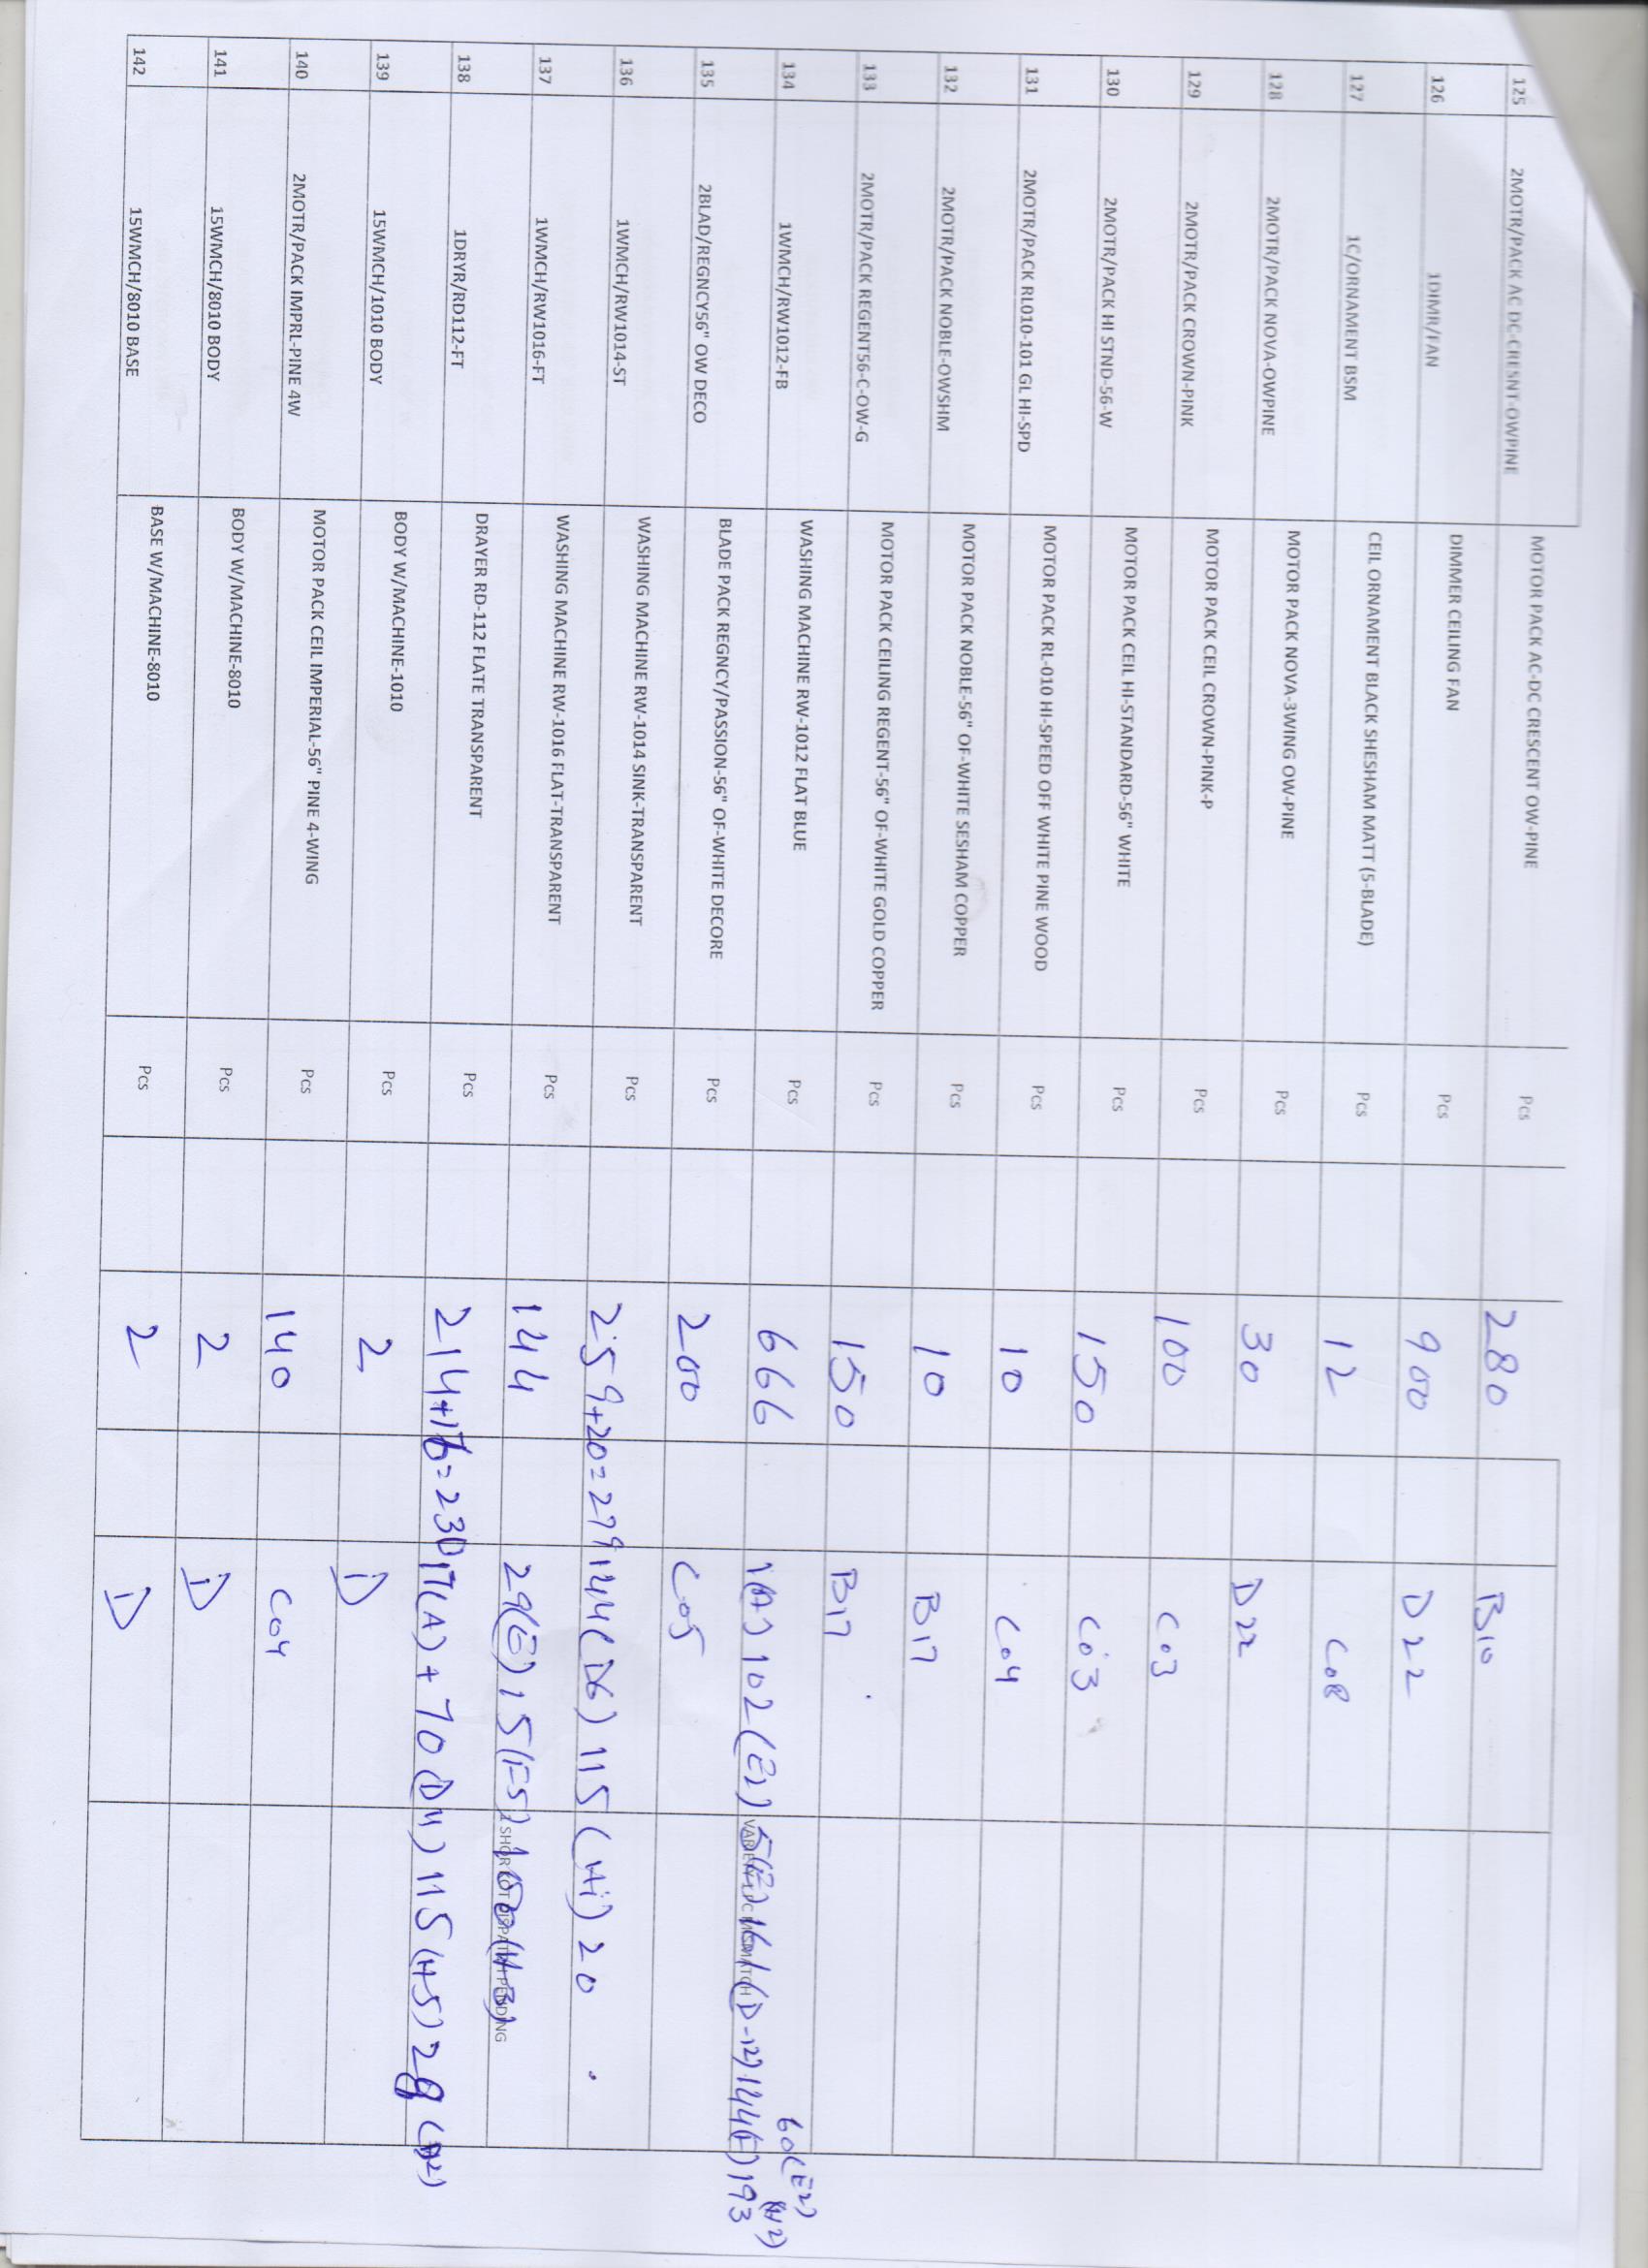 125 2MOTR/PACK AC DC-CRESNT-OWPINE MOTOR PACK AC-DC CRESCENT OW-PINE Pcs 280 B10
126 1DIMR/FAN DIMMER CEILING FAN Pcs 900 D22
127 1C/ORNAMENT BSM CEIL ORNAMENT BLACK SHESHAM MATT (5-BLADE) Pcs 12 C08
128 2MOTR/PACK NOVA-OWPINE MOTOR PACK NOVA-3WING OW-PINE Pcs 30 D22
129 2MOTR/PACK CROWN-PINK MOTOR PACK CEIL CROWN-PINK-P Pcs 100 C03
130 2MOTR/PACK HI STND-56-W MOTOR PACK CEIL HI-STANDARD-56" WHITE Pcs 150 C03
131 2MOTR/PACK RL010-101 GL HI-SPD MOTOR PACK RL-010 HI-SPEED OFF WHITE PINE WOOD Pcs 10 C04
132 2MOTR/PACK NOBLE-OWSHM MOTOR PACK NOBLE-56" OF-WHITE SESHAM COPPER Pcs 10 B17
133 2MOTR/PACK REGENT56-C-OW-G MOTOR PACK CEILING REGENT-56" OF-WHITE GOLD COPPER Pcs 150 B17
60(E2)
134 1WMCH/RW1012-FB WASHING MACHINE RW-1012 FLAT BLUE Pcs 666 1(A) 102(E2) 5(E) 161(D-12) 144(F) 193 (H2)
VARIETY 1 PC MISMATCH
135 2BLAD/REGNCY56" OW DECO BLADE PACK REGNCY/PASSION-56" OF-WHITE DECORE Pcs 200 C05
136 1WMCH/RW1014-ST WASHING MACHINE RW-1014 SINK-TRANSPARENT Pcs 259+20=279 144(D6) 115(Hi) 20
137 1WMCH/RW1016-FT WASHING MACHINE RW-1016 FLAT-TRANSPARENT Pcs 144 29(E) 15(F5) 100(H3)
SHOR KOT DISPATCH PENDING
138 1DRYR/RD112-FT DRAYER RD-112 FLATE TRANSPARENT Pcs 214+16=230 17(A) + 70(D11) 115(H5) 28
139 15WMCH/1010 BODY BODY W/MACHINE-1010 Pcs 2 D
140 2MOTR/PACK IMPRL-PINE 4W MOTOR PACK CEIL IMPERIAL-56" PINE 4-WING Pcs 140 C04
141 15WMCH/8010 BODY BODY W/MACHINE-8010 Pcs 2 D
142 15WMCH/8010 BASE BASE W/MACHINE-8010 Pcs 2 D